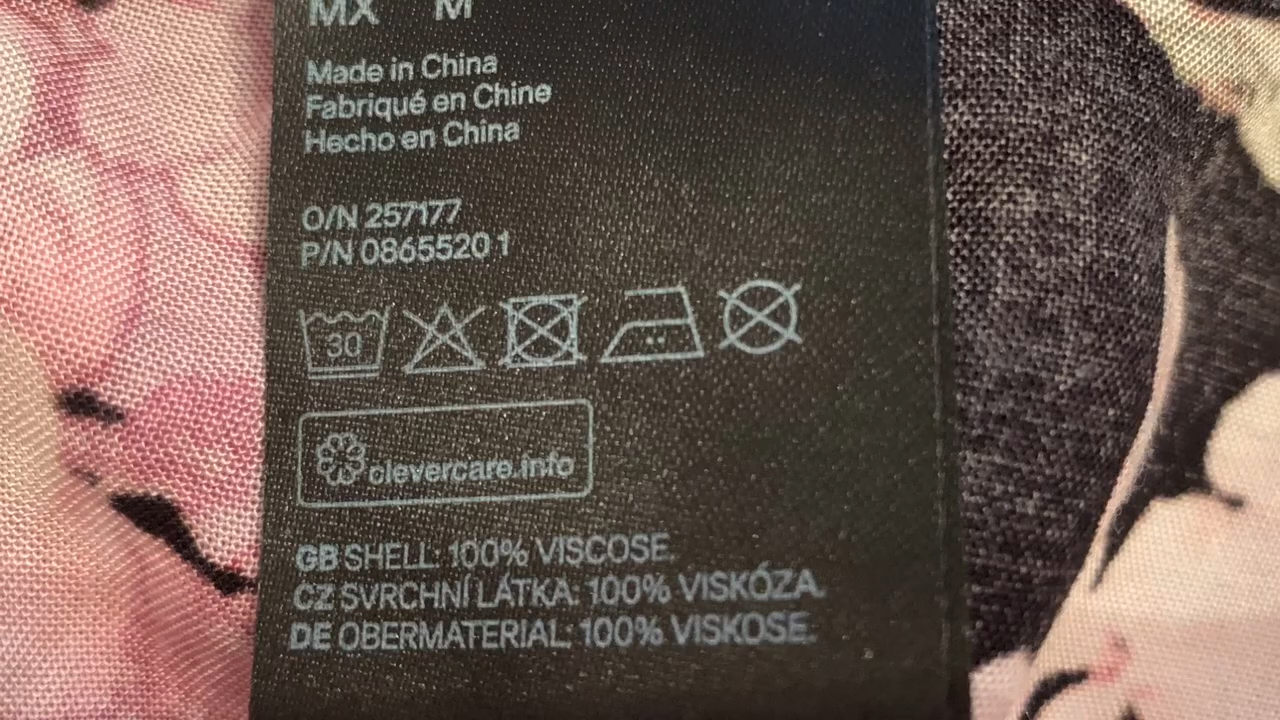 MX M
Made in China
Fabriqué en Chine
Hecho en China
O/N 257177
P/N 0865520 1
30
clevercare.info
GB SHELL: 100% VISCOSE.
CZ SVRCHNÍ LÁTKA: 100% VISKÓZA.
DE OBERMATERIAL: 100% VISKOSE.